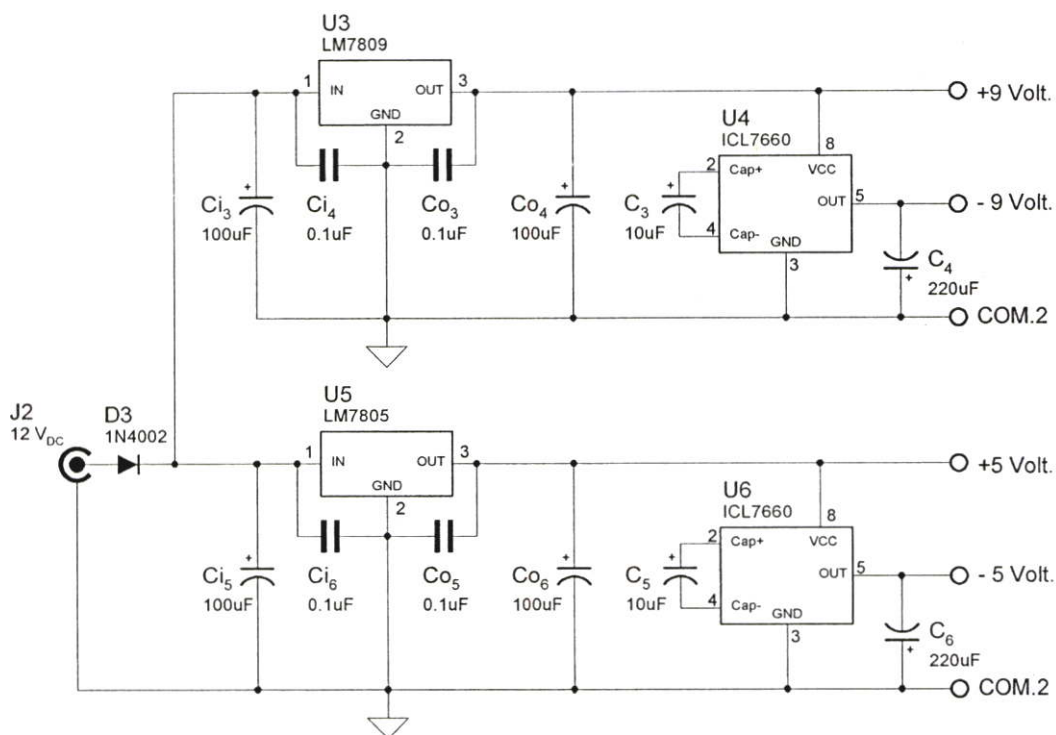 U3
LM7809
1
IN
OUT
3
GND
2
+9 Volt.
U4
ICL7660
8
2
Cap+
VCC
OUT
5
- 9 Volt.
4
Cap-
GND
3
Ci3
100uF
Ci4
0.1uF
Co3
0.1uF
Co4
100uF
C3
10uF
C4
220uF
COM.2
J2
12 VDC
D3
1N4002
U5
LM7805
1
IN
OUT
3
GND
2
+5 Volt.
U6
ICL7660
8
2
Cap+
VCC
OUT
5
- 5 Volt.
4
Cap-
GND
3
Ci5
100uF
Ci6
0.1uF
Co5
0.1uF
Co6
100uF
C5
10uF
C6
220uF
COM.2